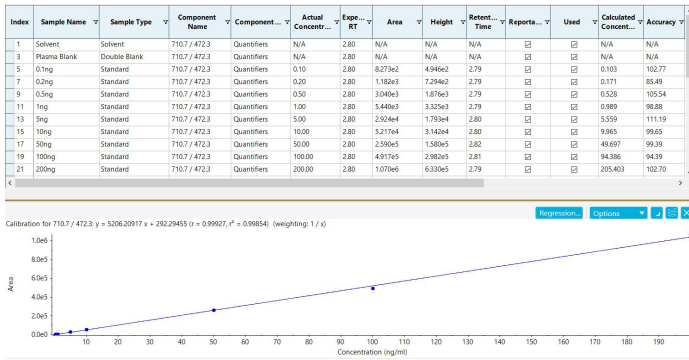 Index Sample Name Sample Type Component Name Component... Actual Concentr... Expe... RT Area Height Retent... Time Reporta... Used Calculated Concent... Accuracy
1 Solvent Solvent 710.7 / 472.3 Quantifiers N/A 2.80 N/A N/A N/A N/A N/A
3 Plasma Blank Double Blank 710.7 / 472.3 Quantifiers N/A 2.80 N/A N/A N/A N/A N/A
5 0.1ng Standard 710.7 / 472.3 Quantifiers 0.10 2.80 8.273e2 4.946e2 2.79 0.103 102.77
7 0.2ng Standard 710.7 / 472.3 Quantifiers 0.20 2.80 1.182e3 7.294e2 2.79 0.171 85.49
9 0.5ng Standard 710.7 / 472.3 Quantifiers 0.50 2.80 3.040e3 1.876e3 2.79 0.528 105.54
11 1ng Standard 710.7 / 472.3 Quantifiers 1.00 2.80 5.440e3 3.325e3 2.79 0.989 98.88
13 5ng Standard 710.7 / 472.3 Quantifiers 5.00 2.80 2.924e4 1.793e4 2.80 5.559 111.19
15 10ng Standard 710.7 / 472.3 Quantifiers 10.00 2.80 5.217e4 3.142e4 2.80 9.965 99.65
17 50ng Standard 710.7 / 472.3 Quantifiers 50.00 2.80 2.590e5 1.580e5 2.82 49.697 99.39
19 100ng Standard 710.7 / 472.3 Quantifiers 100.00 2.80 4.917e5 2.982e5 2.81 94.386 94.39
21 200ng Standard 710.7 / 472.3 Quantifiers 200.00 2.80 1.070e6 6.330e5 2.79 205.403 102.70
Regression... Options
Calibration for 710.7 / 472.3: y = 5206.20917 x + 292.29455 (r = 0.99927, r² = 0.99854) (weighting: 1 / x)
1.0e6
8.0e5
6.0e5
4.0e5
2.0e5
0.0e0
Area
10 20 30 40 50 60 70 80 90 100 110 120 130 140 150 160 170 180 190
Concentration (ng/ml)